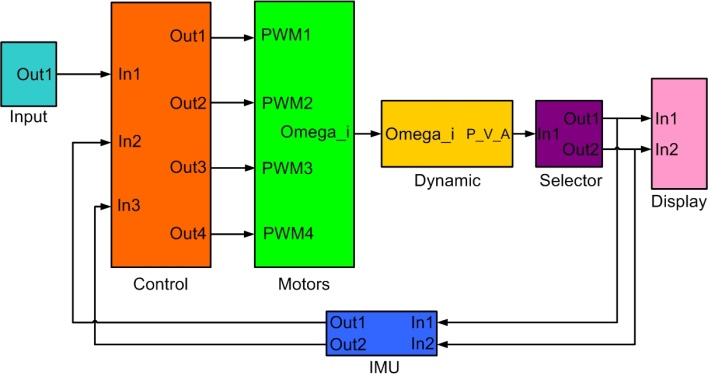 Out1
Input
In1
In2
In3
Out1
Out2
Out3
Out4
Control
PWM1
PWM2
PWM3
PWM4
Omega_i
Motors
Omega_i
P_V_A
Dynamic
In1
Out1
Out2
Selector
In1
In2
Display
Out1
Out2
In1
In2
IMU